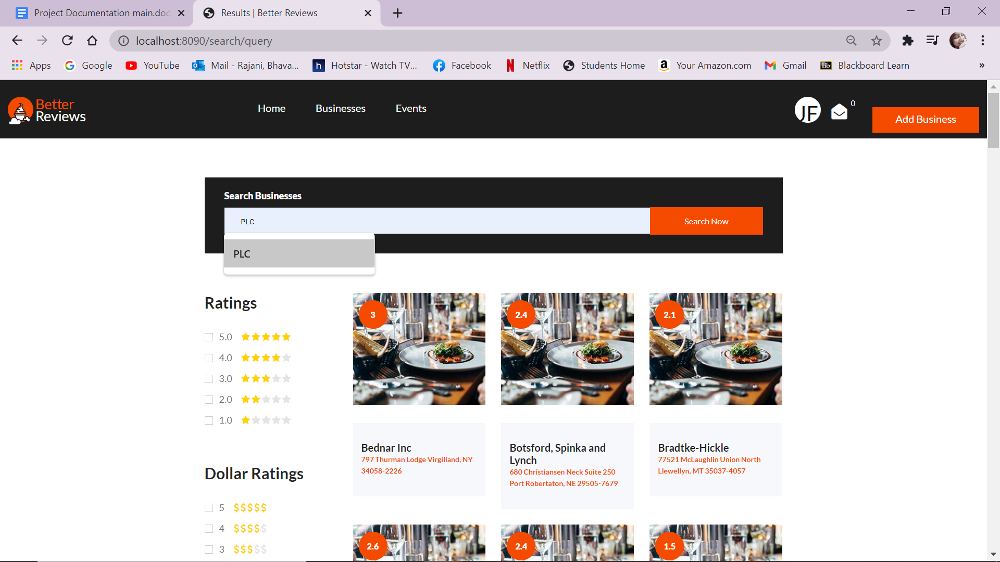 Project Documentation main.doc
Results | Better Reviews
localhost:8090/search/query
Apps
Google
YouTube
Mail - Rajani, Bhava...
h
Hotstar - Watch TV...
Facebook
Netflix
Students Home
a
Your Amazon.com
Gmail
Bb
Blackboard Learn
»
Better
Reviews
Home
Businesses
Events
JF
0
Add Business
Search Businesses
PLC
Search Now
PLC
Ratings
5.0
4.0
3.0
2.0
1.0
Dollar Ratings
5 $$$$$
4 $$$$$
3 $$$$$
3
2.4
2.1
Bednar Inc
797 Thurman Lodge Virgilland, NY
34058-2226
Botsford, Spinka and
Lynch
680 Christiansen Neck Suite 250
Port Robertaton, NE 29505-7679
Bradtke-Hickle
77521 McLaughlin Union North
Llewellyn, MT 35037-4057
2.6
2.4
1.5